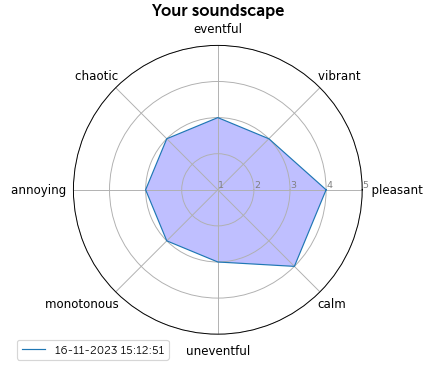 Your soundscape
eventful
chaotic
vibrant
annoying
1 2 3 4 5
pleasant
monotonous
calm
uneventful
16-11-2023 15:12:51